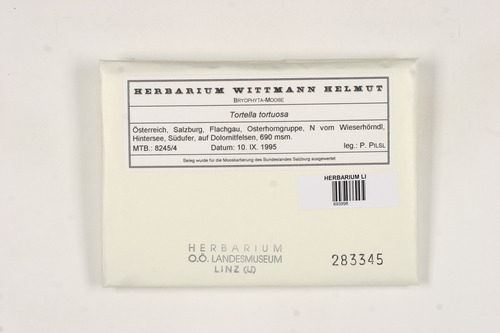 HERBARIUM WITTMANN HELMUT
BRYOPHYTA-MOOSE
Tortella tortuosa
Österreich, Salzburg, Flachgau, Osterhorngruppe, N vom Wieserhörndl,
Hintersee, Südufer, auf Dolomitfelsen, 690 msm.
MTB.: 8245/4 Datum: 10. IX. 1995 leg.: P. PILSL
Beleg wurde für die Mooskartierung des Bundeslandes Salzburg ausgewertet
HERBARIUM LI
HERBARIUM
O.Ö. LANDESMUSEUM
LINZ (LI)
283345